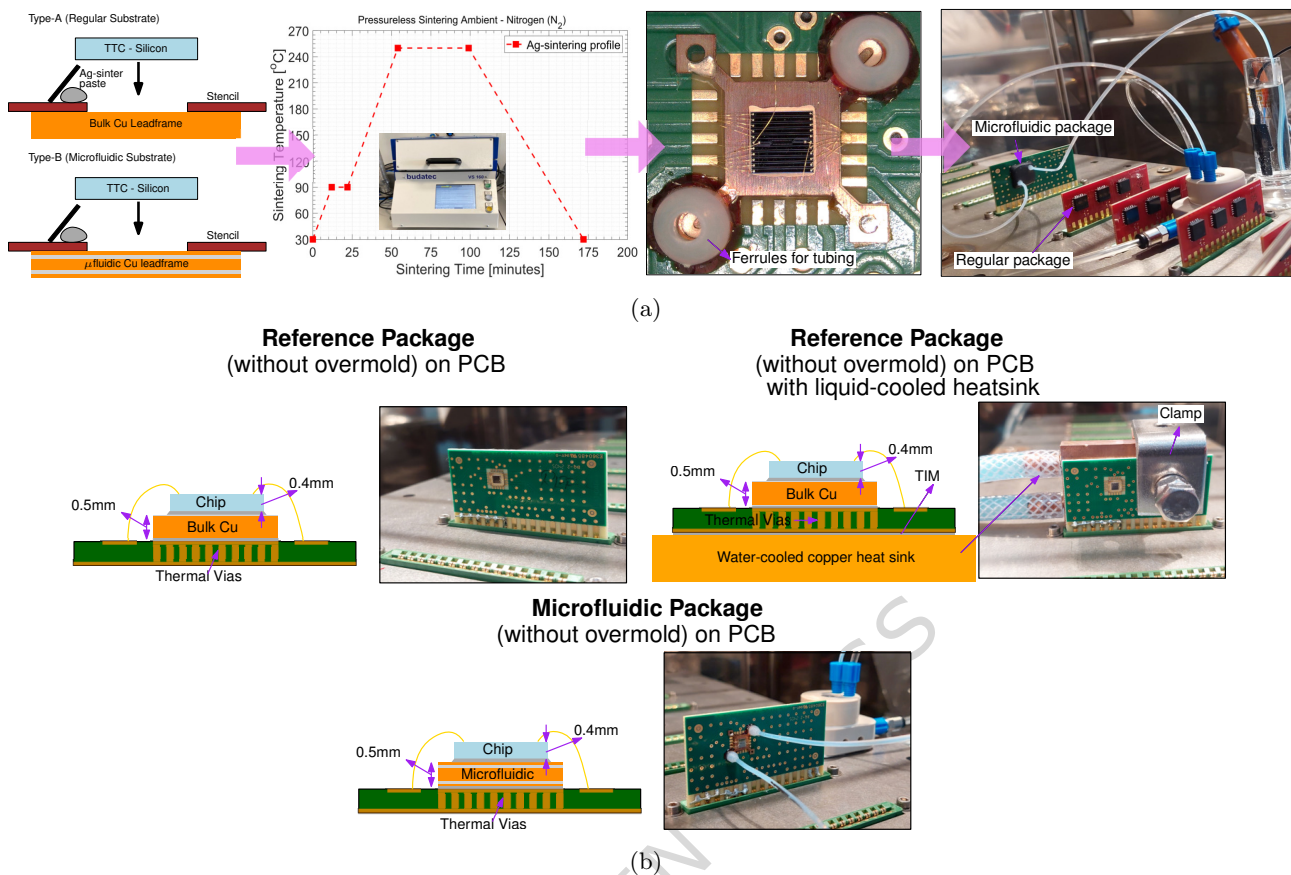 Type-A (Regular Substrate)
TTC - Silicon
Ag-sinter
paste
Stencil
Bulk Cu Leadframe
Type-B (Microfluidic Substrate)
TTC - Silicon
Stencil
μfluidic Cu leadframe
Pressureless Sintering Ambient - Nitrogen (N2)
Ag-sintering profile
Sintering Temperature [°C]
270
240
210
180
150
120
90
60
30
budatec
0
25
50
75
100
125
150
175
200
Sintering Time [minutes]
Ferrules for tubing
Microfluidic package
Regular package
(a)
Reference Package
(without overmold) on PCB
0.5mm
0.4mm
Chip
Bulk Cu
Thermal Vias
Reference Package
(without overmold) on PCB
with liquid-cooled heatsink
0.5mm
0.4mm
Chip
TIM
Bulk Cu
Thermal Vias
Water-cooled copper heat sink
Clamp
Microfluidic Package
(without overmold) on PCB
0.5mm
0.4mm
Chip
Microfluidic
Thermal Vias
(b)